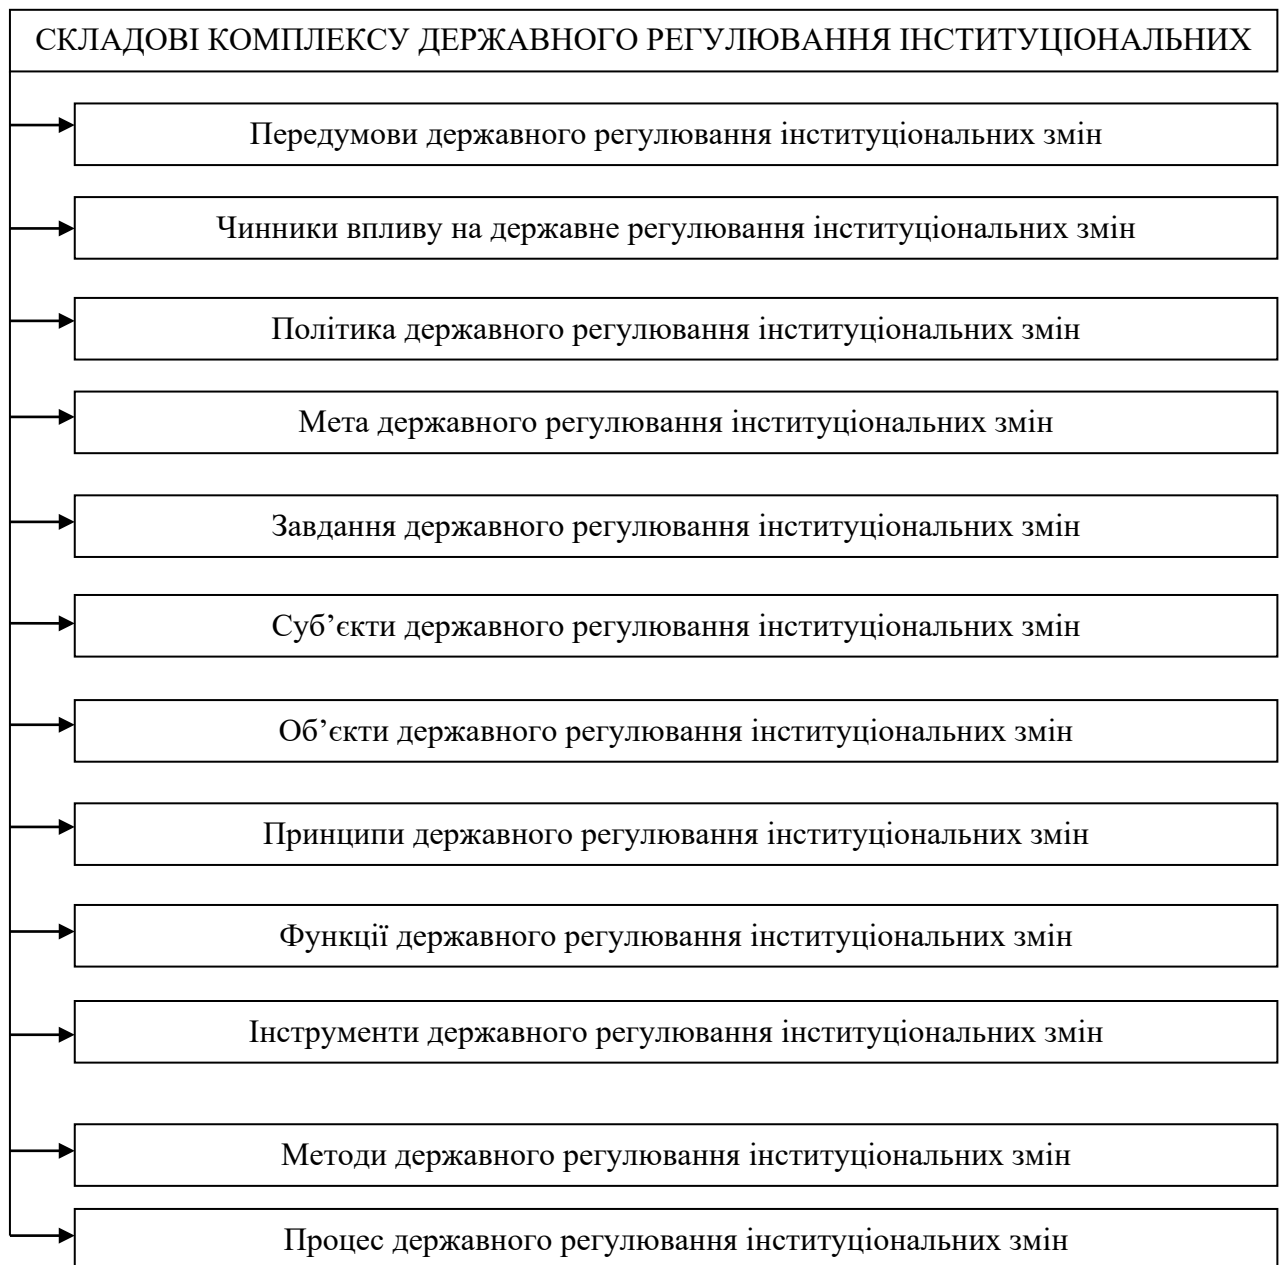 СКЛАДОВІ КОМПЛЕКСУ ДЕРЖАВНОГО РЕГУЛЮВАННЯ ІНСТИТУЦІОНАЛЬНИХ
Передумови державного регулювання інституціональних змін
Чинники впливу на державне регулювання інституціональних змін
Політика державного регулювання інституціональних змін
Мета державного регулювання інституціональних змін
Завдання державного регулювання інституціональних змін
Суб’єкти державного регулювання інституціональних змін
Об’єкти державного регулювання інституціональних змін
Принципи державного регулювання інституціональних змін
Функції державного регулювання інституціональних змін
Інструменти державного регулювання інституціональних змін
Методи державного регулювання інституціональних змін
Процес державного регулювання інституціональних змін